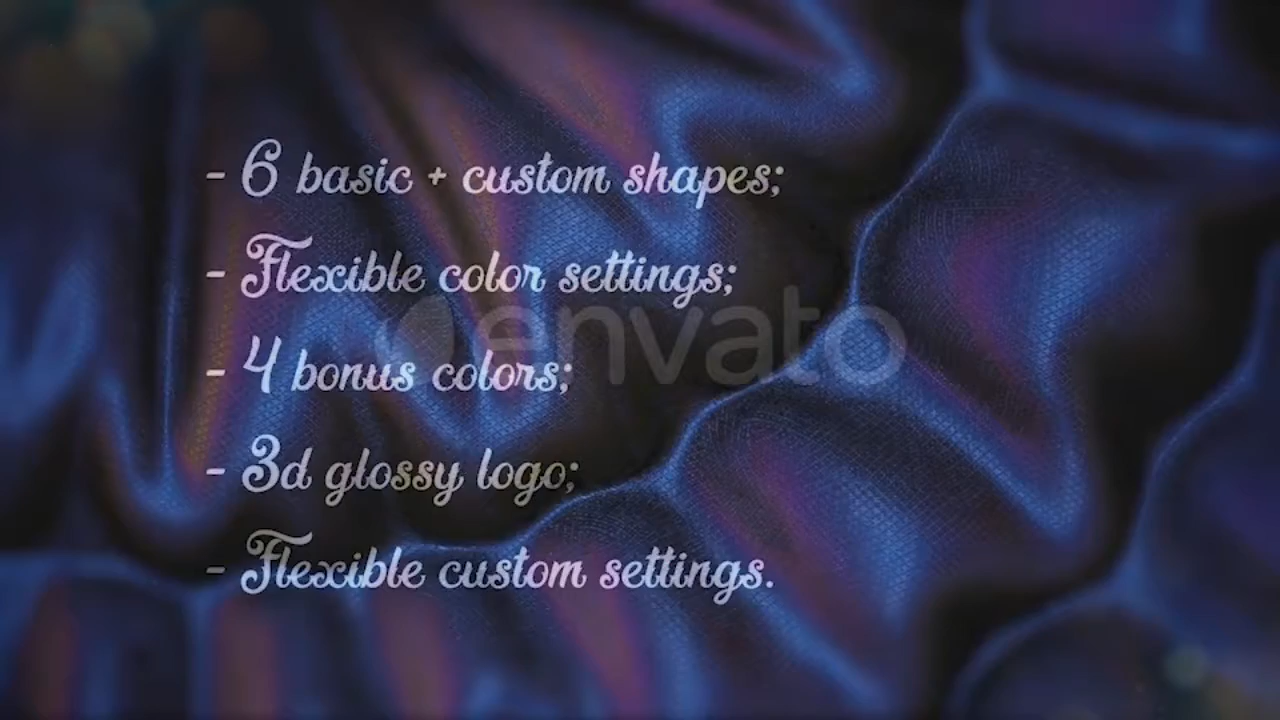 - 6 basic + custom shapes;
- Flexible color settings;
envato
- 4 bonus colors;
- 3d glossy logo;
- Flexible custom settings.